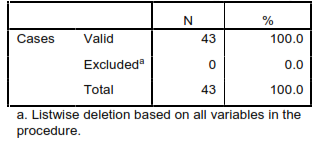 N %
Cases Valid 43 100.0
Excludedᵃ 0 0.0
Total 43 100.0
a. Listwise deletion based on all variables in the
procedure.